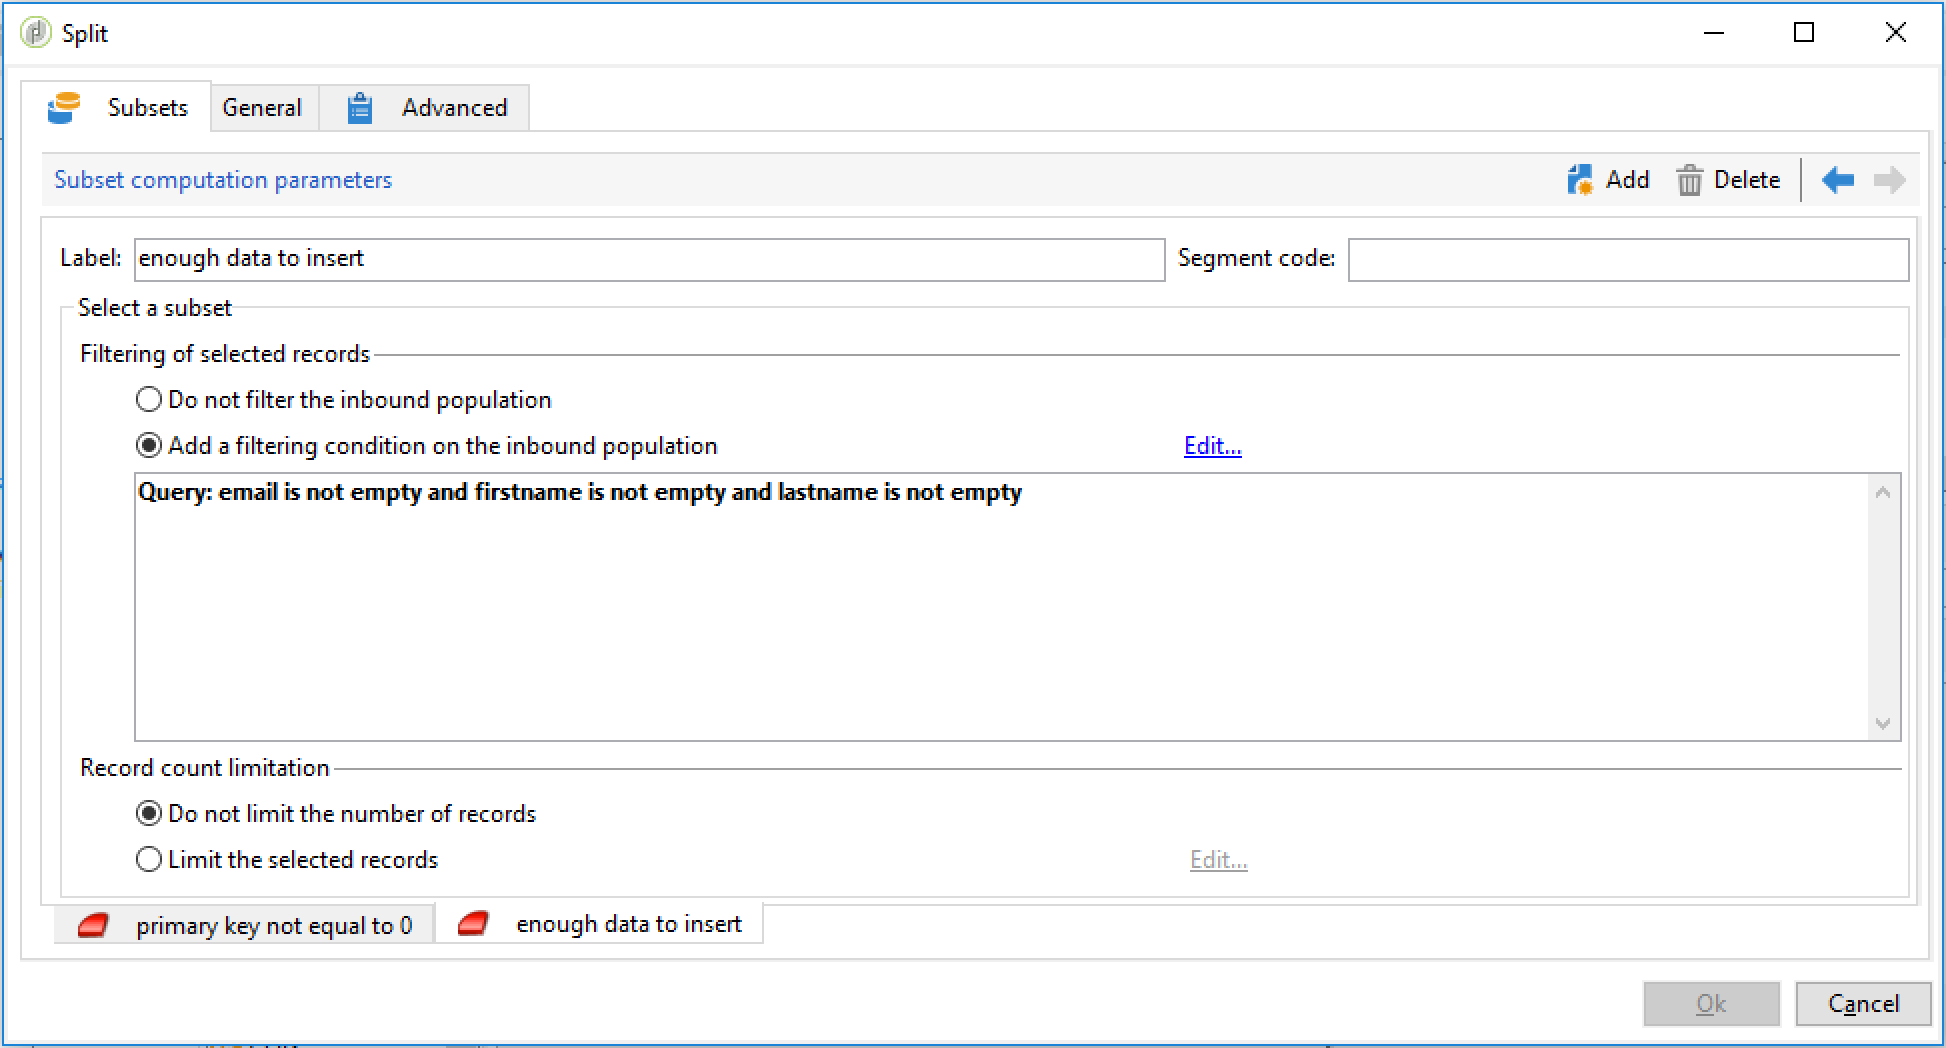 Split
Subsets General Advanced
Subset computation parameters Add Delete
Label: enough data to insert Segment code:
Select a subset
Filtering of selected records
Do not filter the inbound population
Add a filtering condition on the inbound population Edit...
Query: email is not empty and firstname is not empty and lastname is not empty
Record count limitation
Do not limit the number of records
Limit the selected records Edit...
primary key not equal to 0 enough data to insert
Ok Cancel